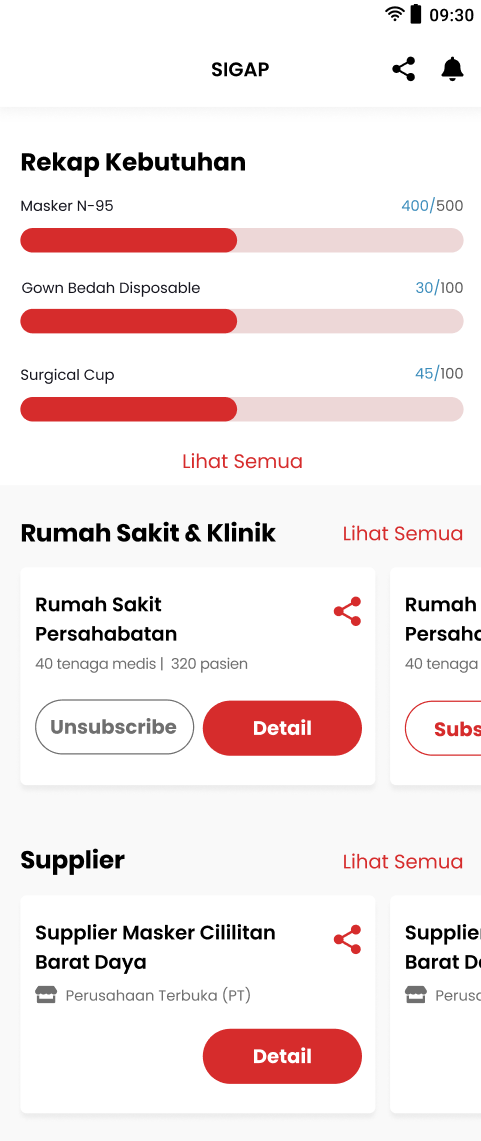 09:30
SIGAP
Rekap Kebutuhan
Masker N-95 400/500
Gown Bedah Disposable 30/100
Surgical Cup 45/100
Lihat Semua
Rumah Sakit & Klinik Lihat Semua
Rumah Sakit
Persahabatan
40 tenaga medis | 320 pasien
Unsubscribe Detail
Rumah
Persaha
40 tenaga
Subs
Supplier Lihat Semua
Supplier Masker Cililitan
Barat Daya
Perusahaan Terbuka (PT)
Detail
Supplier
Barat Da
Perusa